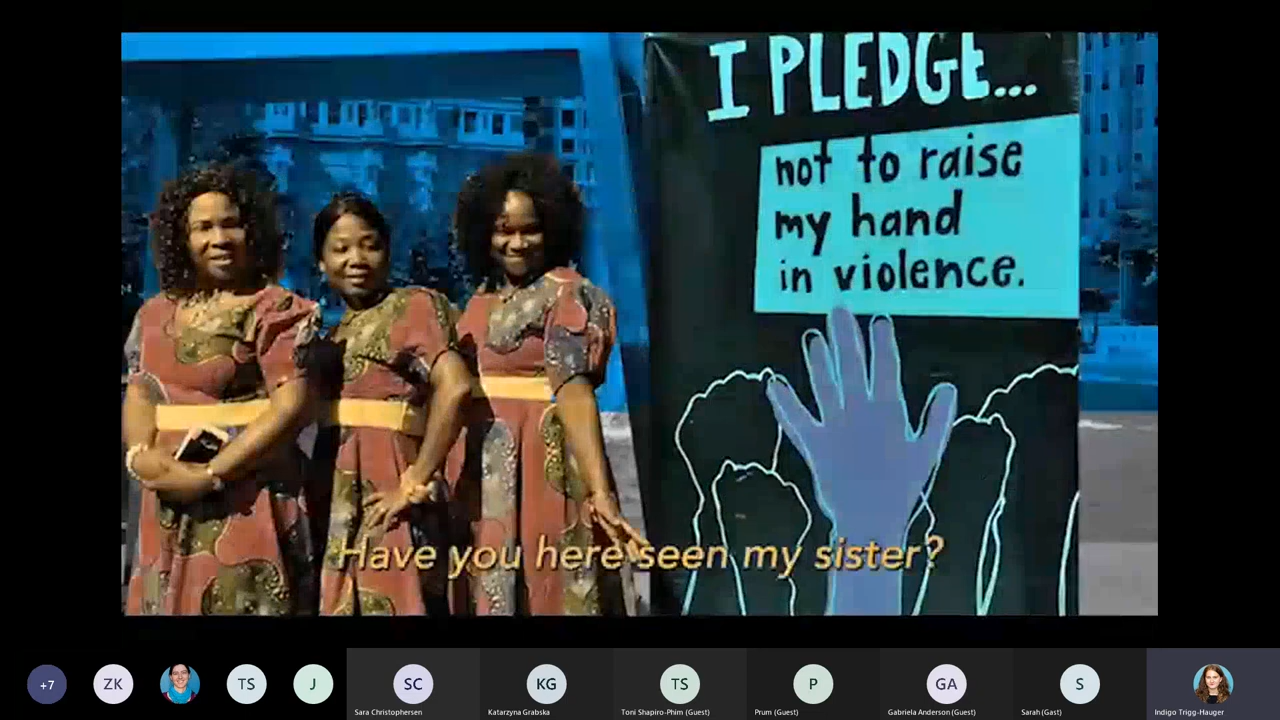 I PLEDGE...
not to raise
my hand
in violence.
Have you here seen my sister?
+7
ZK
TS
J
SC
KG
TS
P
GA
S
Sara Christophersen
Katarzyna Grabska
Toni Shapiro-Phim (Guest)
Prum (Guest)
Gabriela Anderson (Guest)
Sarah (Gast)
Indigo Trigg-Hauger